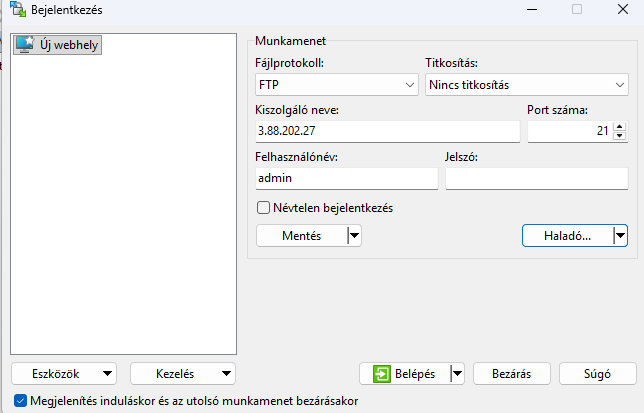 Bejelentkezés
Új webhely
Munkamenet
Fájlprotokoll:
Titkosítás:
FTP
Nincs titkosítás
Kiszolgáló neve:
Port száma:
3.88.202.27
21
Felhasználónév:
Jelszó:
admin
Névtelen bejelentkezés
Mentés
Haladó...
Eszközök
Kezelés
Belépés
Bezárás
Súgó
Megjelenítés induláskor és az utolsó munkamenet bezárásakor